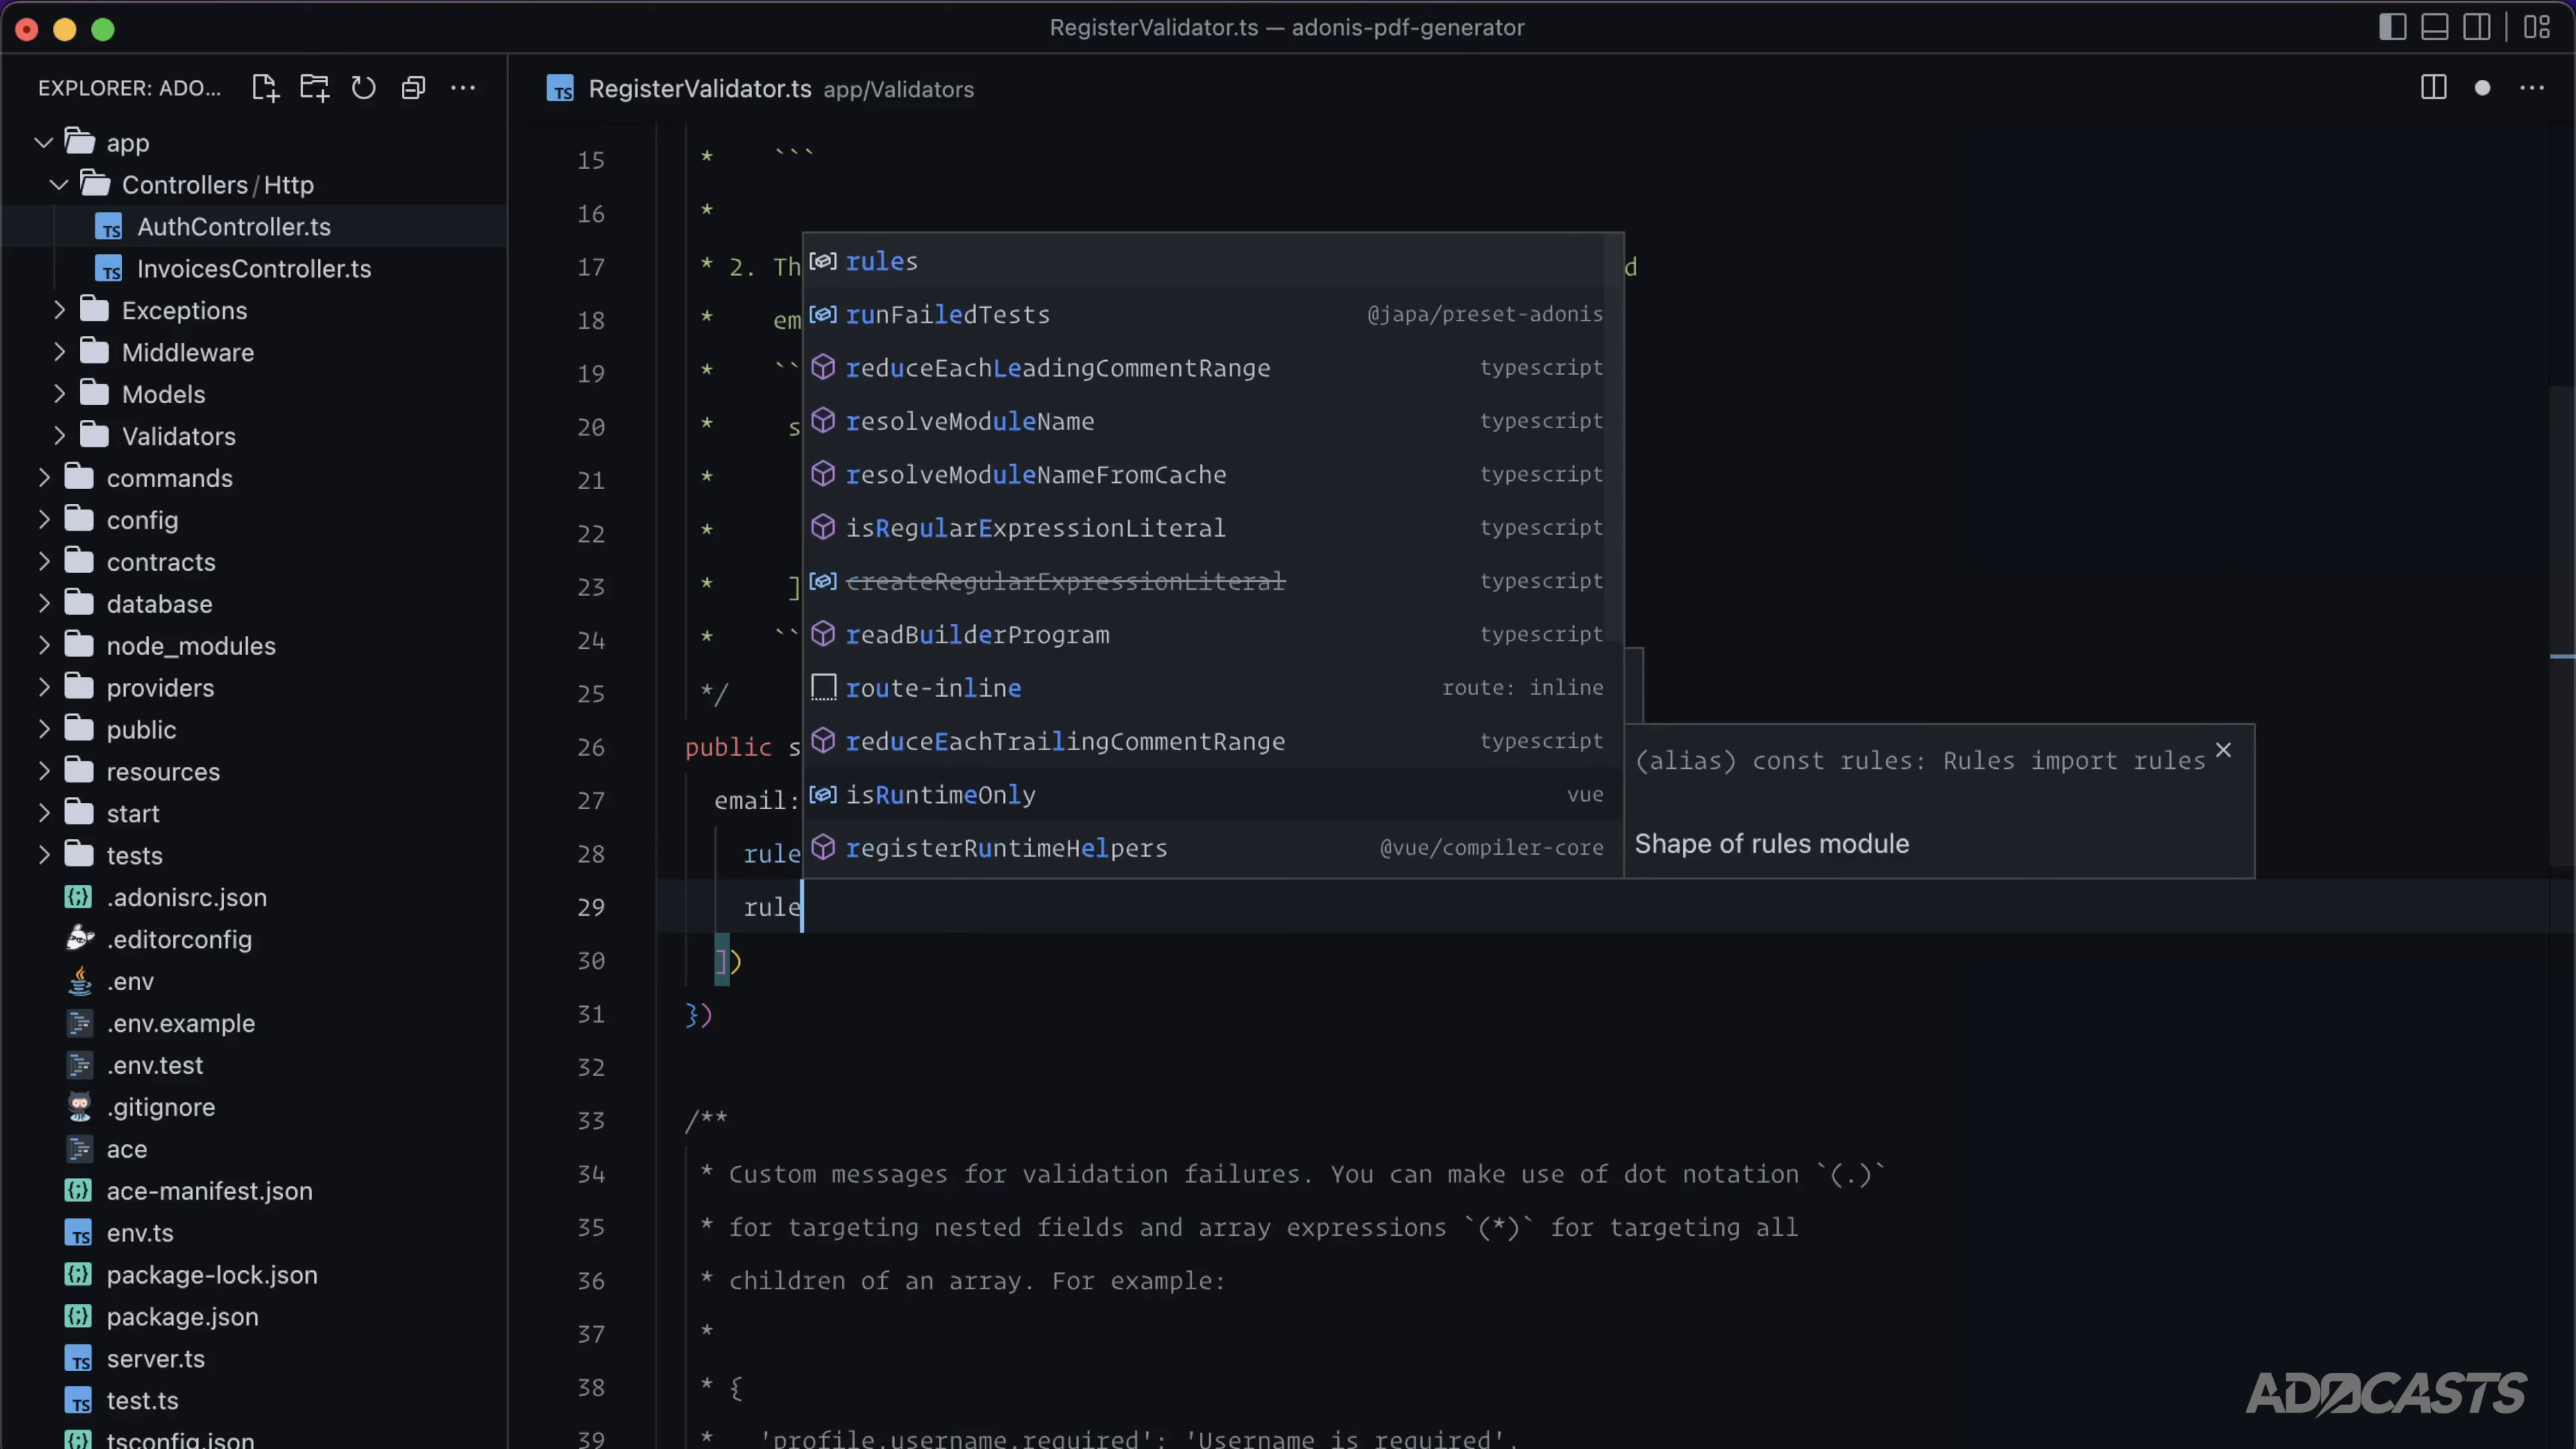 RegisterValidator.ts — adonis-pdf-generator
EXPLORER: ADO...
app
Controllers/Http
AuthController.ts
InvoicesController.ts
Exceptions
Middleware
Models
Validators
commands
config
contracts
database
node_modules
providers
public
resources
start
tests
.adonisrc.json
.editorconfig
.env
.env.example
.env.test
.gitignore
ace
ace-manifest.json
env.ts
package-lock.json
package.json
server.ts
test.ts
tsconfig.json
RegisterValidator.ts app/Validators
15 * ```
16 *
17 * 2. Th d
18 * em
19 * ``
20 * s
21 *
22 *
23 * ]
24 * ``
25 */
26 public s
27 email:
28 rule
29 rule
30 ])
31 })
32
33 /**
34 * Custom messages for validation failures. You can make use of dot notation `(.)`
35 * for targeting nested fields and array expressions `(*)` for targeting all
36 * children of an array. For example:
37 *
38 * {
39 * 'profile.username.required': 'Username is required',
rules
runFailedTests @japa/preset-adonis
reduceEachLeadingCommentRange typescript
resolveModuleName typescript
resolveModuleNameFromCache typescript
isRegularExpressionLiteral typescript
createRegularExpressionLiteral typescript
readBuilderProgram typescript
route-inline route: inline
reduceEachTrailingCommentRange typescript
isRuntimeOnly vue
registerRuntimeHelpers @vue/compiler-core
(alias) const rules: Rules import rules
Shape of rules module
ADOCASTS